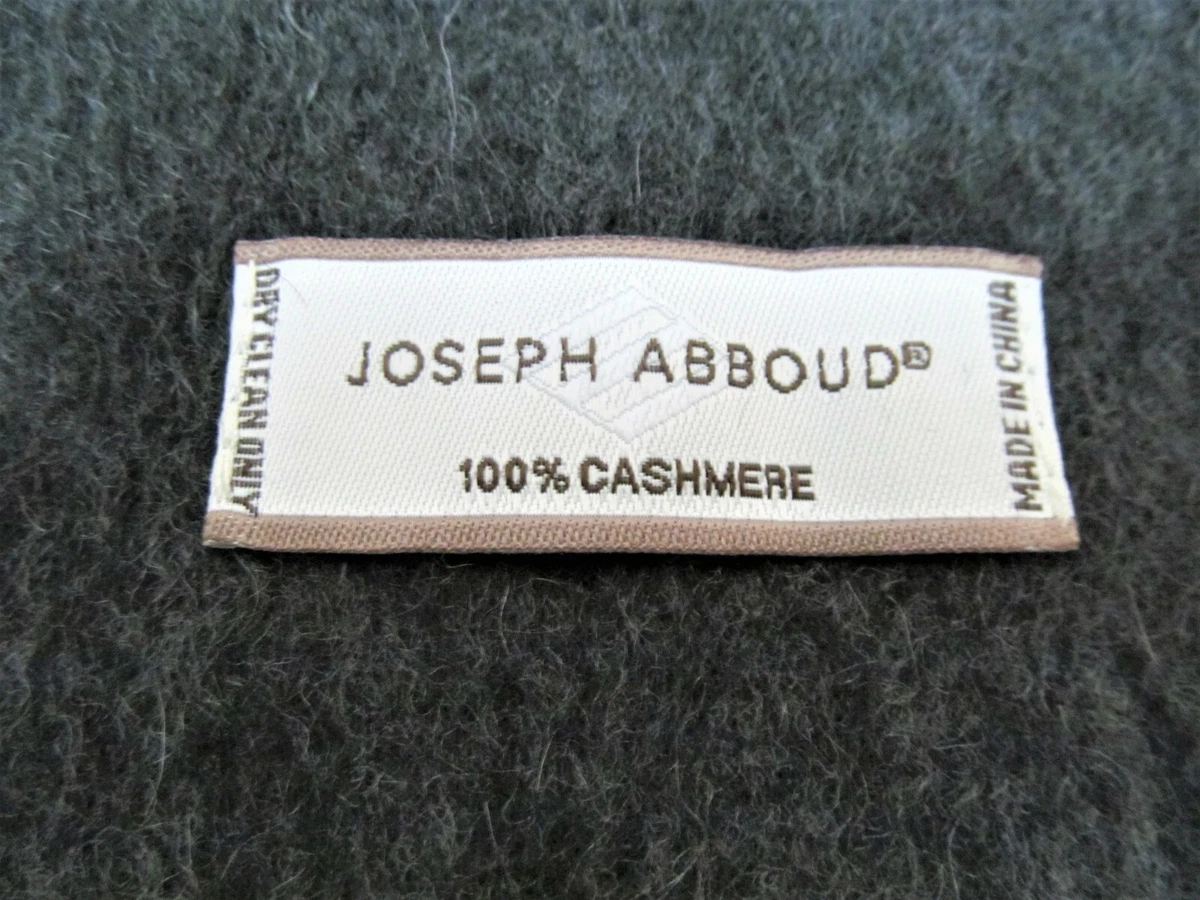 JOSEPH ABBOUD®
100% CASHMERE
DRY CLEAN ONLY
MADE IN CHINA